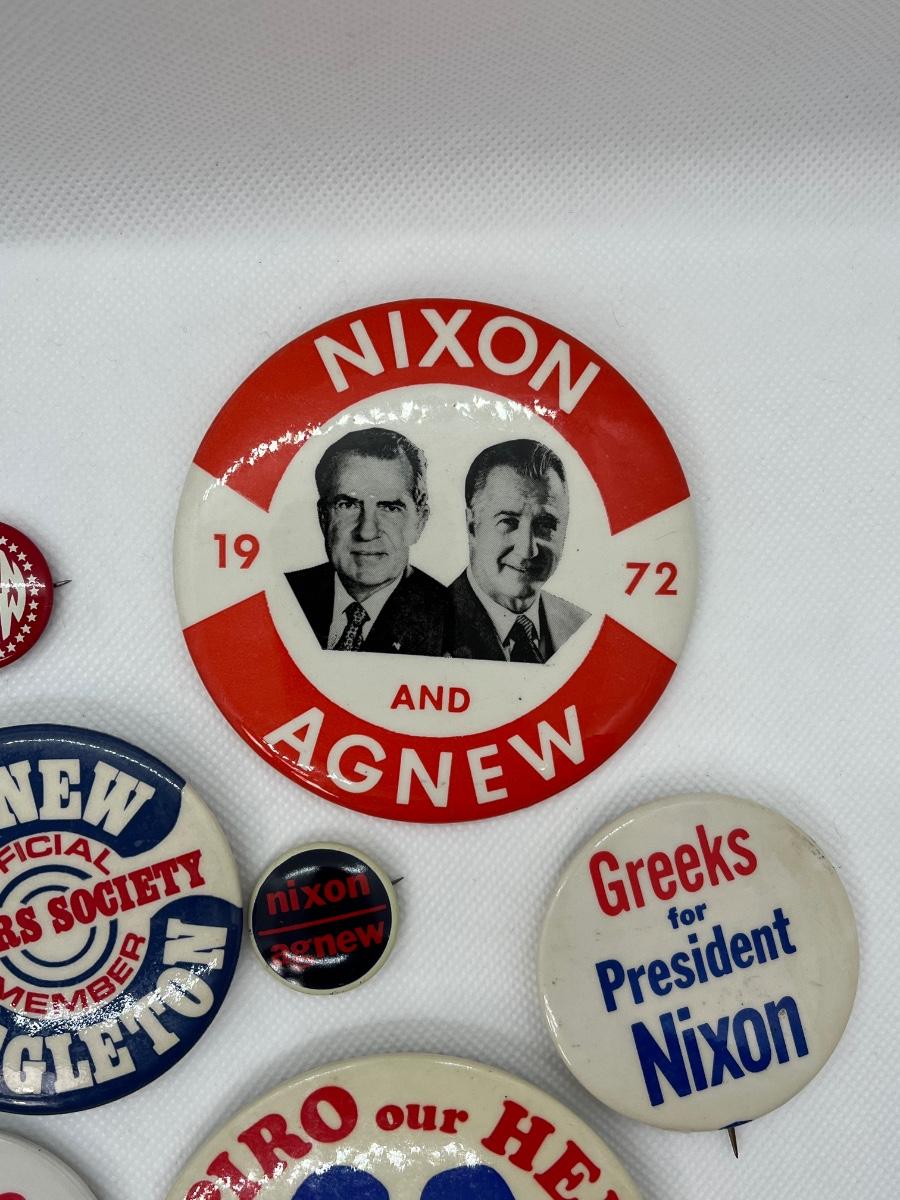 NIXON
19 72
AND
AGNEW
NEW
FICIAL
RS SOCIETY
MEMBER
GLETON
nixon
agnew
Greeks
for
President
Nixon
PIRO our HE